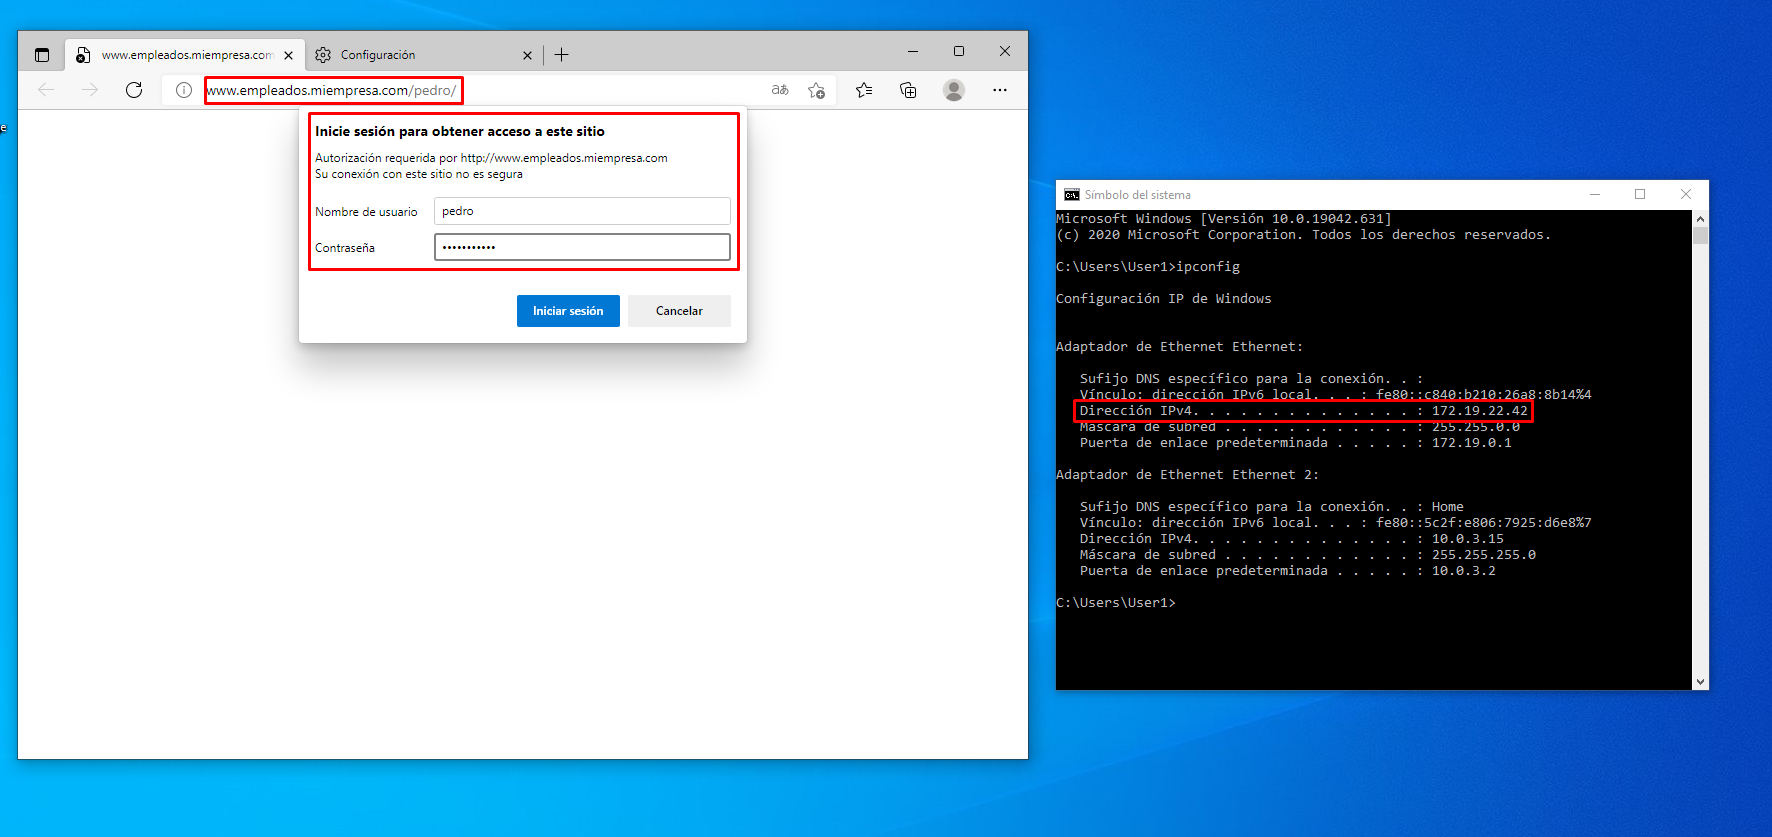 www.empleados.miempresa.com
Configuración
www.empleados.miempresa.com/pedro/
aあ
Inicie sesión para obtener acceso a este sitio
Autorización requerida por http://www.empleados.miempresa.com
Su conexión con este sitio no es segura
Nombre de usuario
pedro
Contraseña
•••••••••••
Iniciar sesión
Cancelar
e
Símbolo del sistema
Microsoft Windows [Versión 10.0.19042.631]
(c) 2020 Microsoft Corporation. Todos los derechos reservados.
C:\Users\User1>ipconfig
Configuración IP de Windows
Adaptador de Ethernet Ethernet:
Sufijo DNS específico para la conexión. . :
Vínculo: dirección IPv6 local. . . : fe80::c840:b210:26a8:8b14%4
Dirección IPv4. . . . . . . . . . . . . . : 172.19.22.42
Máscara de subred . . . . . . . . . . . . : 255.255.0.0
Puerta de enlace predeterminada . . . . . : 172.19.0.1
Adaptador de Ethernet Ethernet 2:
Sufijo DNS específico para la conexión. . : Home
Vínculo: dirección IPv6 local. . . : fe80::5c2f:e806:7925:d6e8%7
Dirección IPv4. . . . . . . . . . . . . . : 10.0.3.15
Máscara de subred . . . . . . . . . . . . : 255.255.255.0
Puerta de enlace predeterminada . . . . . : 10.0.3.2
C:\Users\User1>